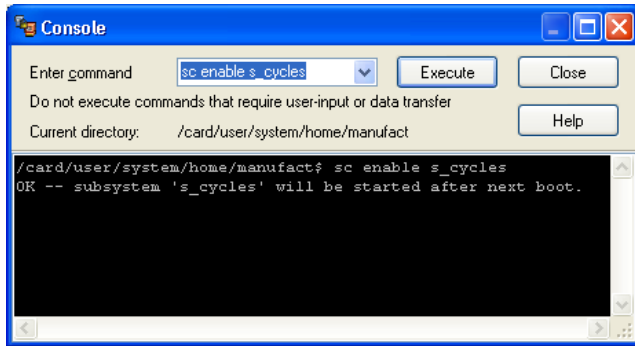 Console
Enter command sc enable s_cycles Execute Close
Do not execute commands that require user-input or data transfer
Help
Current directory: /card/user/system/home/manufact
/card/user/system/home/manufact$ sc enable s_cycles
OK -- subsystem 's_cycles' will be started after next boot.